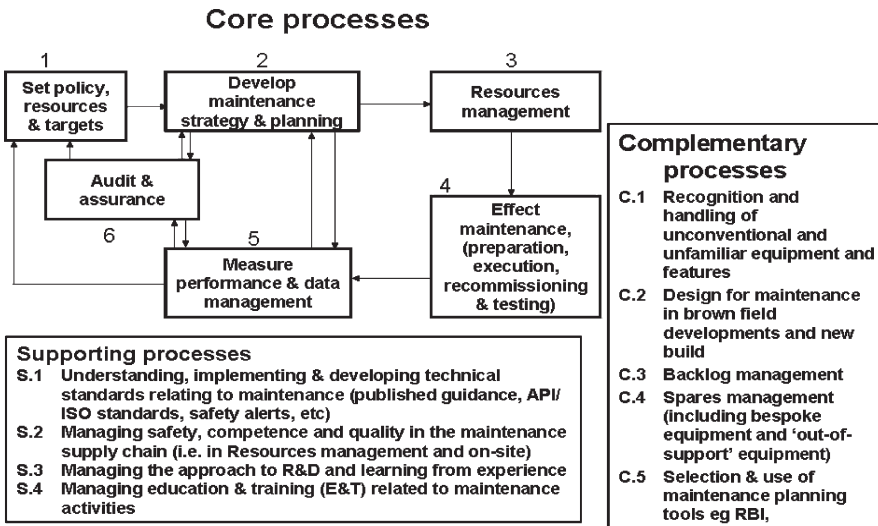 Core processes
1
2
3
Set policy,
resources
& targets
Develop
maintenance
strategy & planning
Resources
management
Audit &
assurance
6
4
Effect
maintenance,
(preparation,
execution,
recommissioning
& testing)
5
Measure
performance & data
management
Supporting processes
S.1 Understanding, implementing & developing technical
standards relating to maintenance (published guidance, API/
ISO standards, safety alerts, etc)
S.2 Managing safety, competence and quality in the maintenance
supply chain (i.e. in Resources management and on-site)
S.3 Managing the approach to R&D and learning from experience
S.4 Managing education & training (E&T) related to maintenance
activities
Complementary
processes
C.1 Recognition and
handling of
unconventional and
unfamiliar equipment and
features
C.2 Design for maintenance
in brown field
developments and new
build
C.3 Backlog management
C.4 Spares management
(including bespoke
equipment and ‘out-of-
support’ equipment)
C.5 Selection & use of
maintenance planning
tools eg RBI,